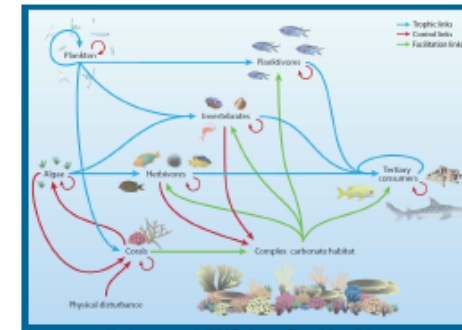 Trophic links
Control links
Facilitation links
Plankton
Planktivores
Invertebrates
Algae
Herbivores
Tertiary
consumers
Corals
Complex carbonate habitat
Physical disturbance